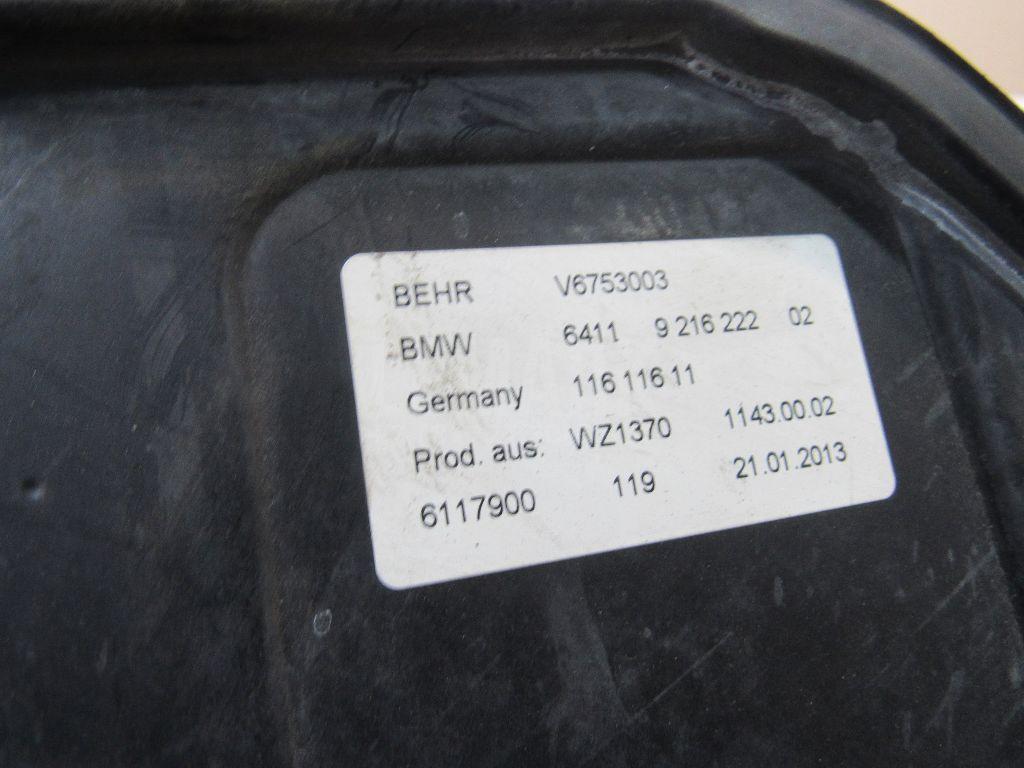 BEHR V6753003
BMW 6411 9 216 222 02
Germany 116 116 11
Prod. aus: WZ1370 1143.00.02
6117900 119 21.01.2013